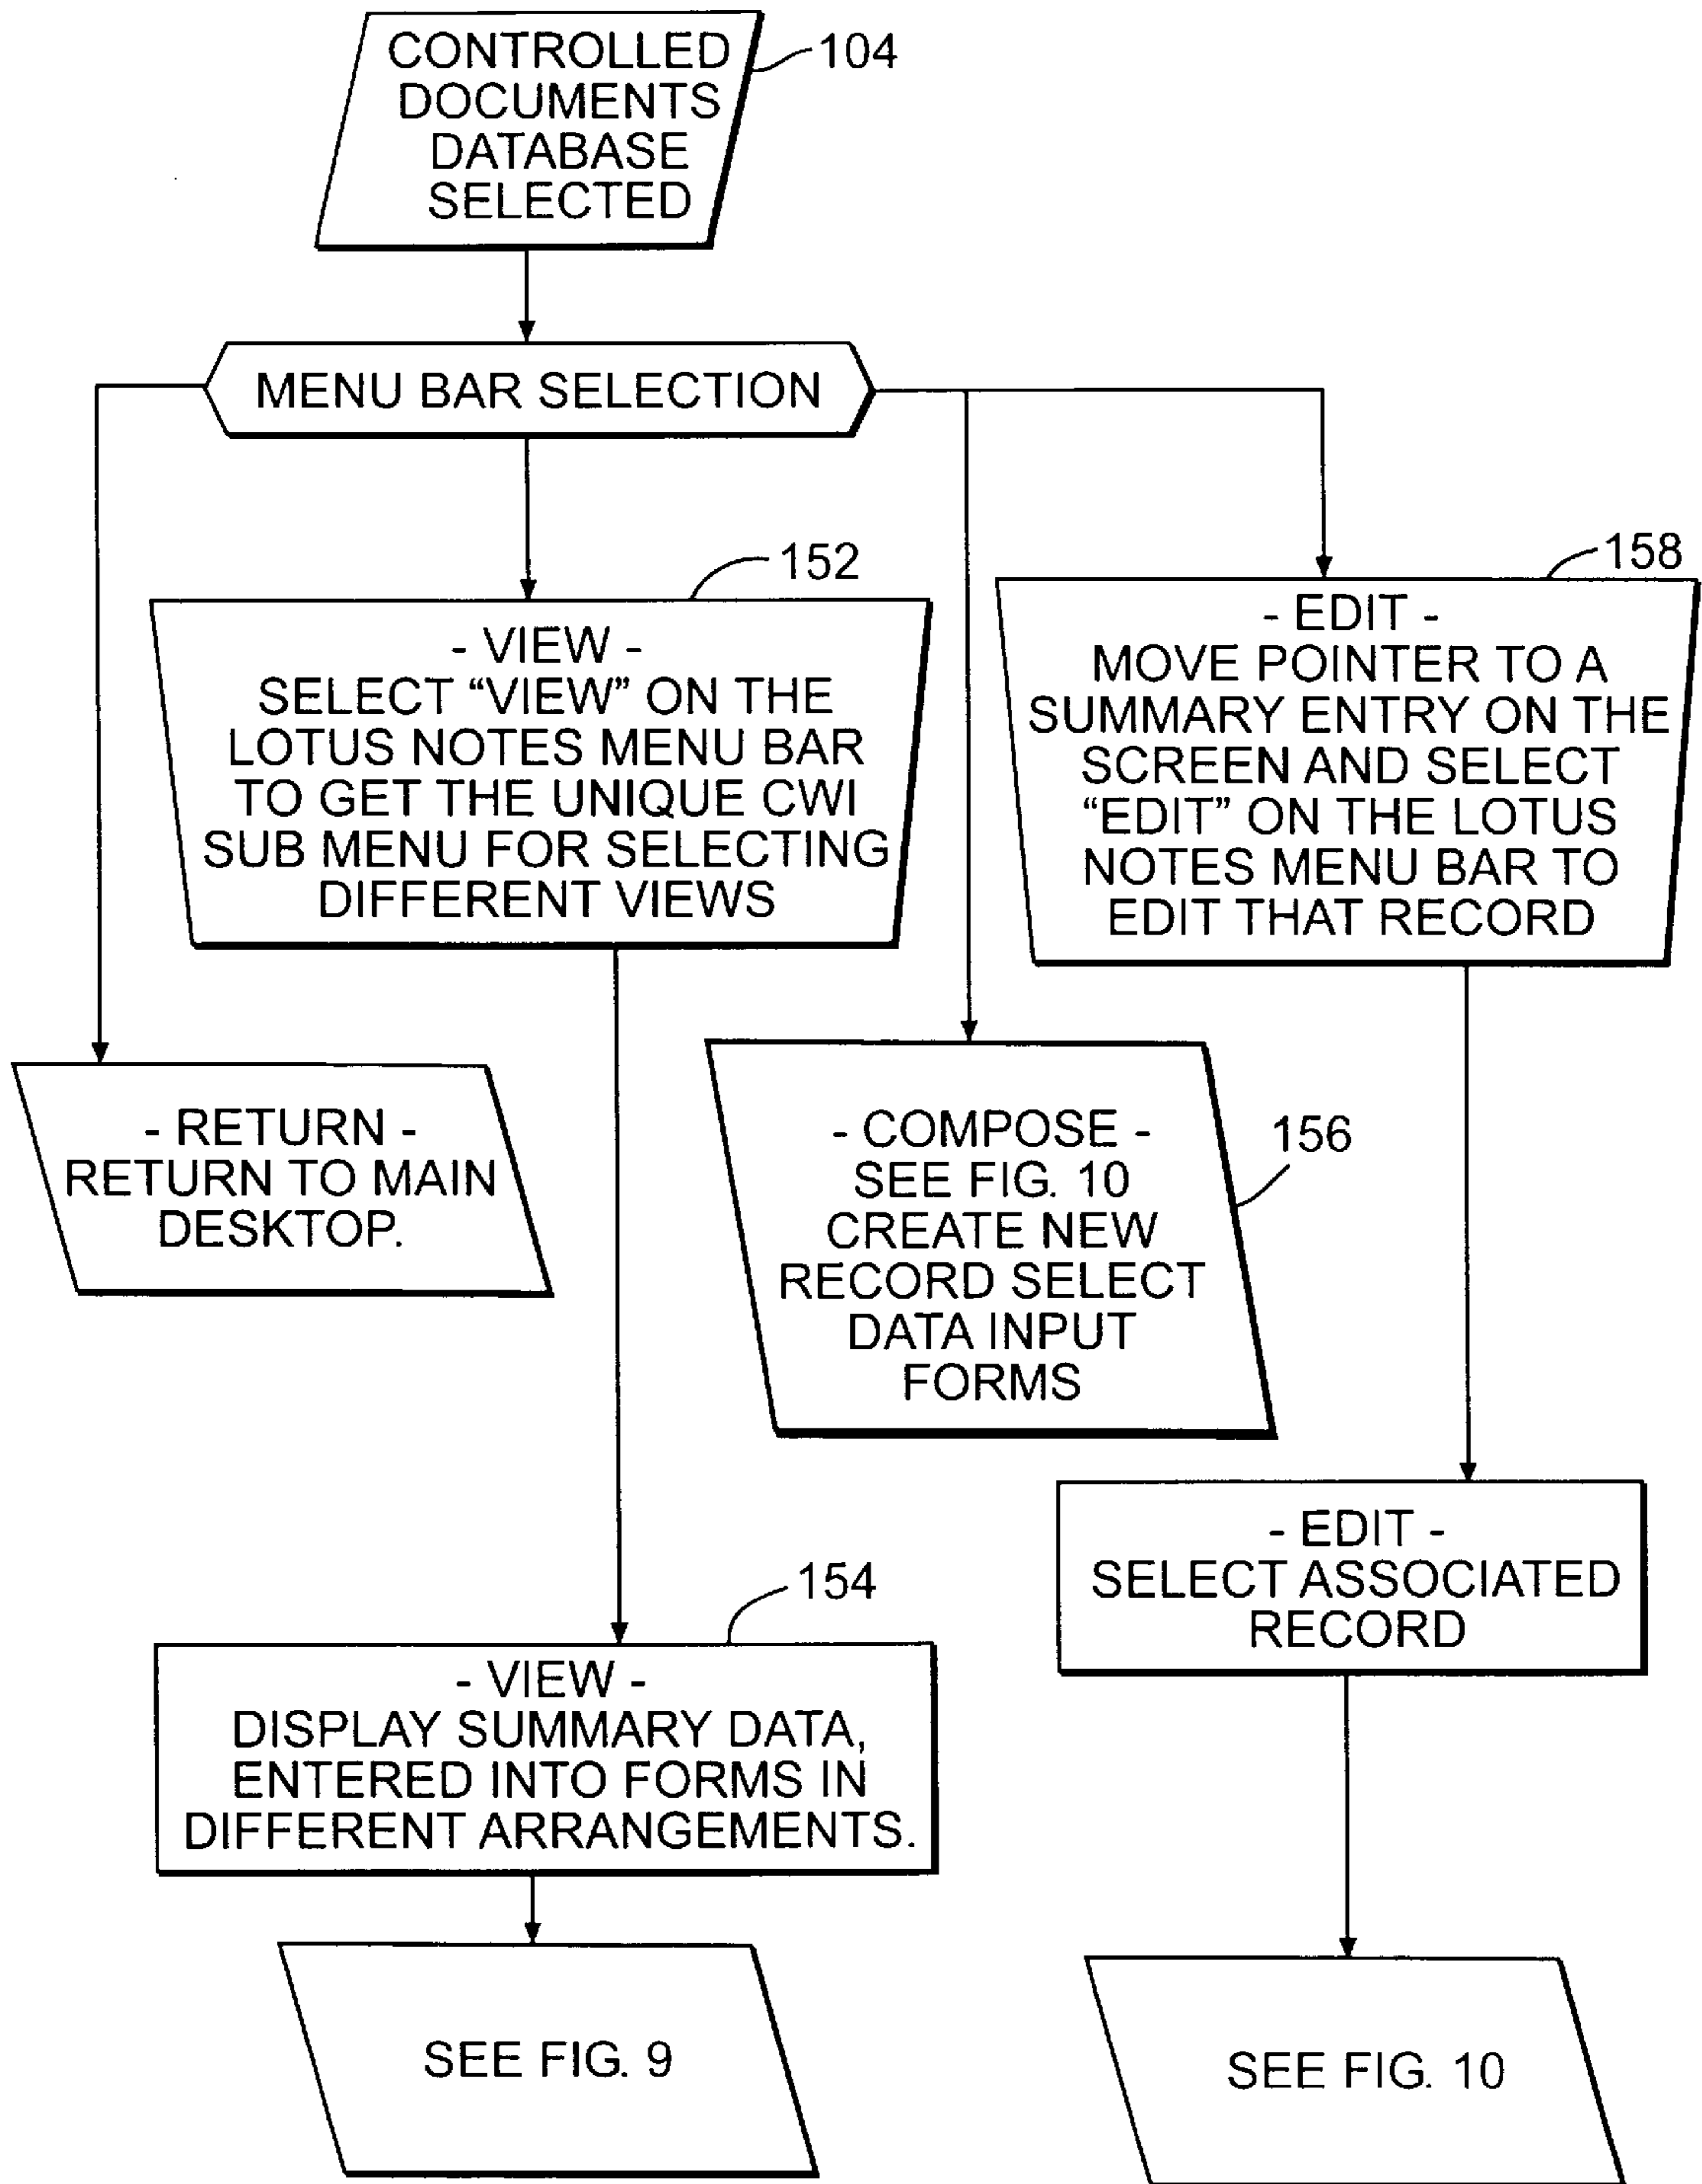 CONTROLLED
DOCUMENTS
DATABASE
SELECTED
104
MENU BAR SELECTION
152
- VIEW -
SELECT “VIEW” ON THE
LOTUS NOTES MENU BAR
TO GET THE UNIQUE CWI
SUB MENU FOR SELECTING
DIFFERENT VIEWS
158
- EDIT -
MOVE POINTER TO A
SUMMARY ENTRY ON THE
SCREEN AND SELECT
“EDIT” ON THE LOTUS
NOTES MENU BAR TO
EDIT THAT RECORD
- RETURN -
RETURN TO MAIN
DESKTOP.
- COMPOSE -
SEE FIG. 10
CREATE NEW
RECORD SELECT
DATA INPUT
FORMS
156
- EDIT -
SELECT ASSOCIATED
RECORD
154
- VIEW -
DISPLAY SUMMARY DATA,
ENTERED INTO FORMS IN
DIFFERENT ARRANGEMENTS.
SEE FIG. 9
SEE FIG. 10